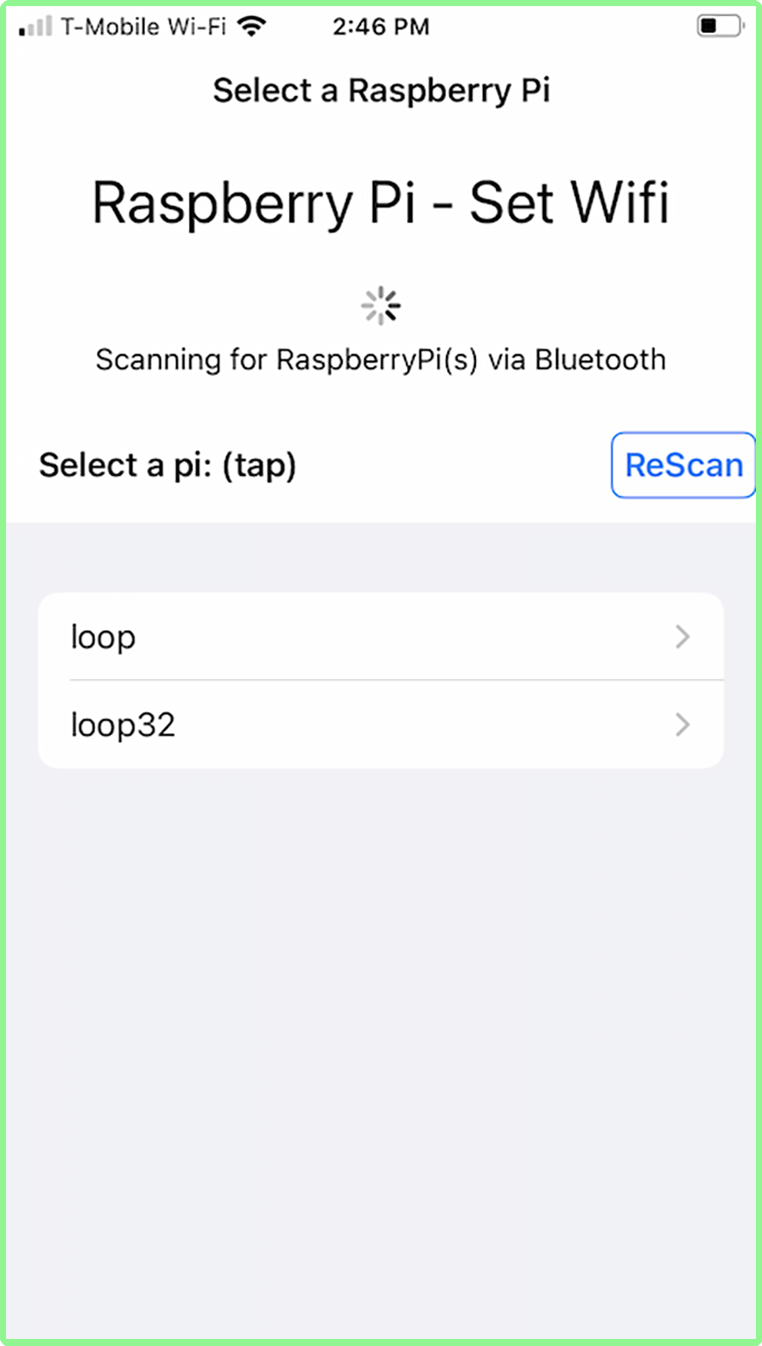 T-Mobile Wi-Fi 2:46 PM
Select a Raspberry Pi
Raspberry Pi - Set Wifi
Scanning for RaspberryPi(s) via Bluetooth
Select a pi: (tap) ReScan
loop
loop32